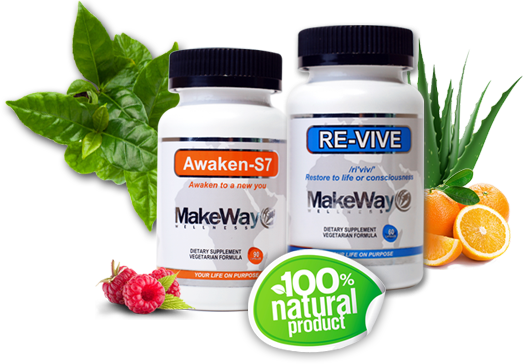 Awaken-S7
Awaken to a new you
MakeWay
WELLNESS
DIETARY SUPPLEMENT
VEGETARIAN FORMULA
90
YOUR LIFE ON PURPOSE
RE-VIVE
/ri'viv/
Restore to life or consciousness
MakeWay
WELLNESS
DIETARY SUPPLEMENT
VEGETARIAN FORMULA
60
YOUR LIFE ON PURPOSE
100%
natural
product